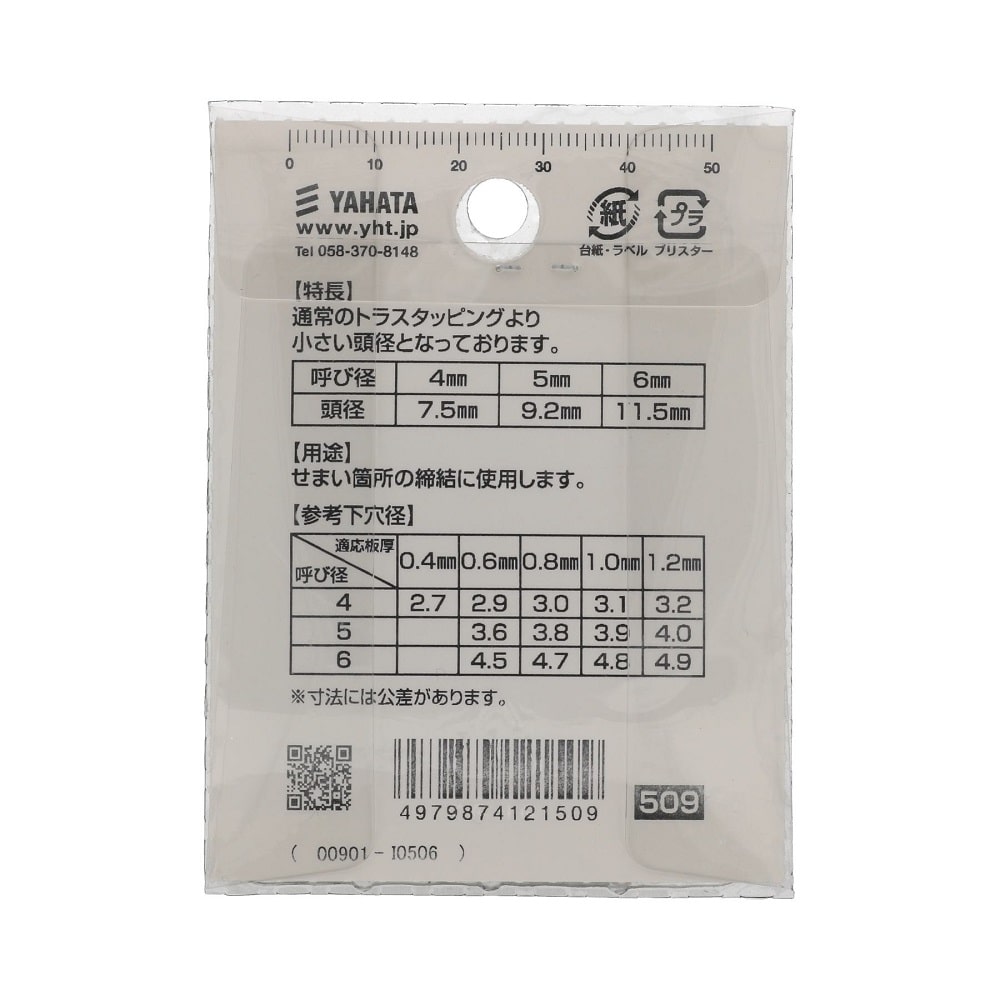 0 10 20 30 40 50
YAHATA
www.yht.jp
Tel 058-370-8148
紙 プラ
台紙・ラベル ブリスター
【特長】
通常のトラスタッピングより
小さい頭径となっております。
呼び径 4㎜ 5㎜ 6㎜
頭径 7.5㎜ 9.2㎜ 11.5㎜
【用途】
せまい箇所の締結に使用します。
【参考下穴径】
適応板厚 0.4㎜ 0.6㎜ 0.8㎜ 1.0㎜ 1.2㎜
呼び径
4 2.7 2.9 3.0 3.1 3.2
5 3.6 3.8 3.9 4.0
6 4.5 4.7 4.8 4.9
※寸法には公差があります。
4979874121509
509
( 00901-I0506 )